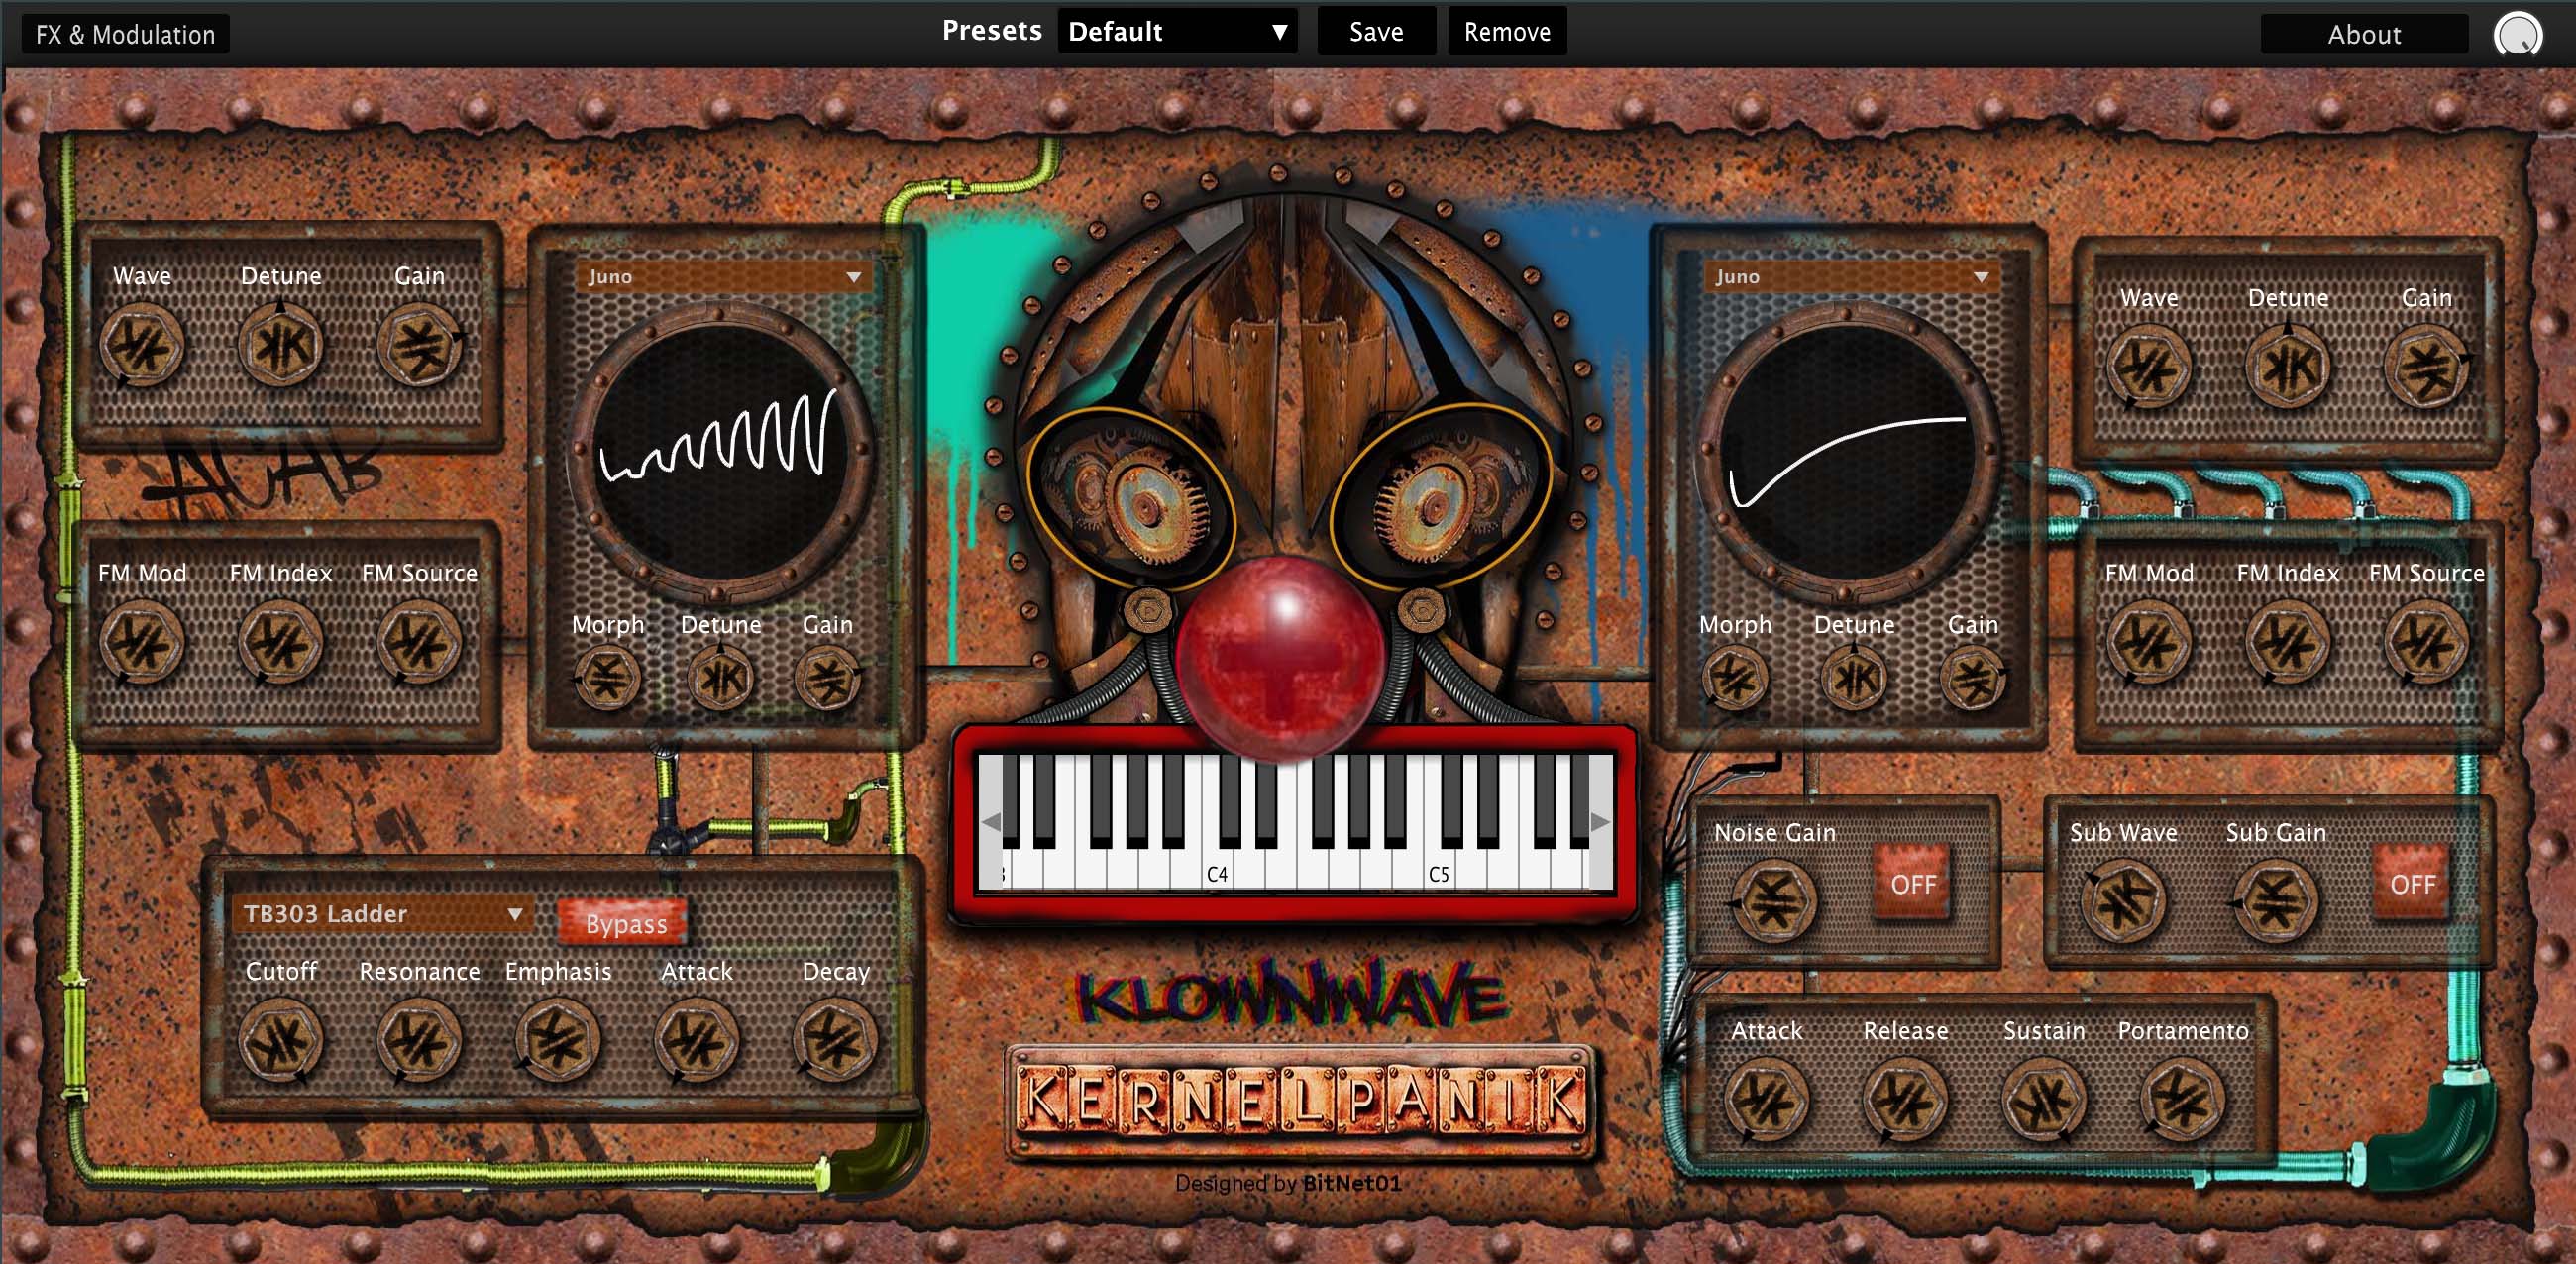 FX & Modulation
Presets Default Save Remove
About
Wave Detune Gain
Juno
Juno
Wave Detune Gain
ACAB
FM Mod FM Index FM Source
Morph Detune Gain
Morph Detune Gain
FM Mod FM Index FM Source
C4 C5
Noise Gain OFF
Sub Wave Sub Gain OFF
TB303 Ladder Bypass
Cutoff Resonance Emphasis Attack Decay
KLOWNWAVE
KERNELPANIK
Designed by BitNet01
Attack Release Sustain Portamento